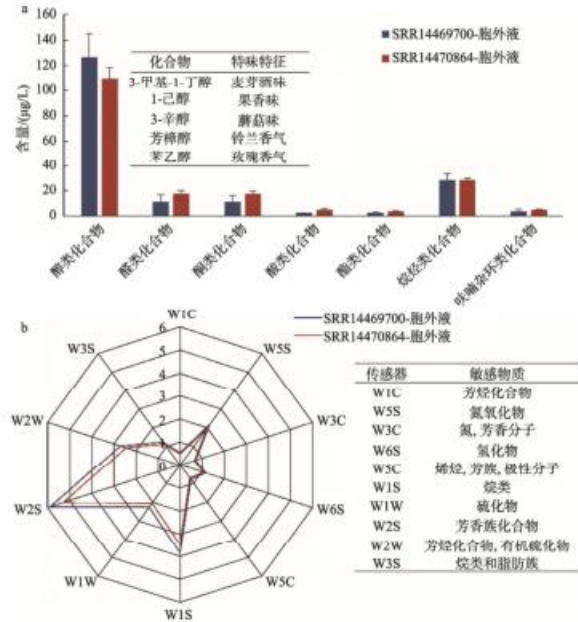 a
160
140
120
100
80
60
40
20
0
含量/(μg/L)
SRR14469700-胞外液
SRR14470864-胞外液
化合物 特味特征
3-甲基-1-丁醇 麦芽酒味
1-己醇 果香味
3-辛醇 蘑菇味
芳樟醇 铃兰香气
苯乙醇 玫瑰香气
醇类化合物
醛类化合物
酮类化合物
酸类化合物
酯类化合物
烷烃类化合物
呋喃杂环类化合物
b
SRR14469700-胞外液
SRR14470864-胞外液
W1C
W5S
W3C
W6S
W5C
W1S
W1W
W2S
W2W
W3S
6
5
4
3
2
1
0
传感器 敏感物质
W1C 芳烃化合物
W5S 氮氧化物
W3C 氮, 芳香分子
W6S 氢化物
W5C 烯烃, 芳族, 极性分子
W1S 烷类
W1W 硫化物
W2S 芳香族化合物
W2W 芳烃化合物, 有机硫化物
W3S 烷类和脂肪族